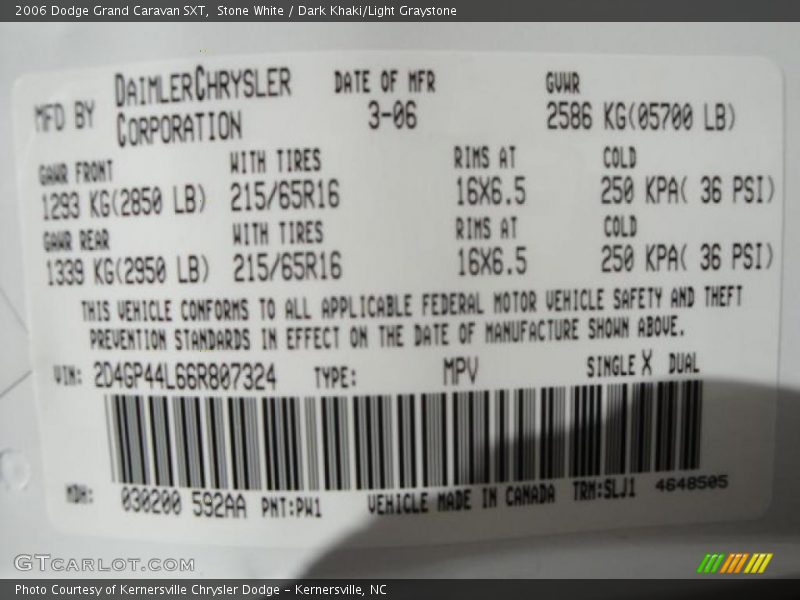 2006 Dodge Grand Caravan SXT, Stone White / Dark Khaki/Light Graystone
MFD BY DAIMLERCHRYSLER CORPORATION
DATE OF MFR 3-06
GVWR 2586 KG(05700 LB)
GAWR FRONT WITH TIRES RIMS AT COLD
1293 KG(2850 LB) 215/65R16 16X6.5 250 KPA( 36 PSI)
GAWR REAR WITH TIRES RIMS AT COLD
1339 KG(2950 LB) 215/65R16 16X6.5 250 KPA( 36 PSI)
THIS VEHICLE CONFORMS TO ALL APPLICABLE FEDERAL MOTOR VEHICLE SAFETY AND THEFT
PREVENTION STANDARDS IN EFFECT ON THE DATE OF MANUFACTURE SHOWN ABOVE.
VIN: 2D4GP44L66R807324 TYPE: MPV SINGLE X DUAL
MDH: 030200 592AA PNT:PW1 VEHICLE MADE IN CANADA TRM:SLJ1 4648505
GTCARLOT.COM
Photo Courtesy of Kernersville Chrysler Dodge – Kernersville, NC